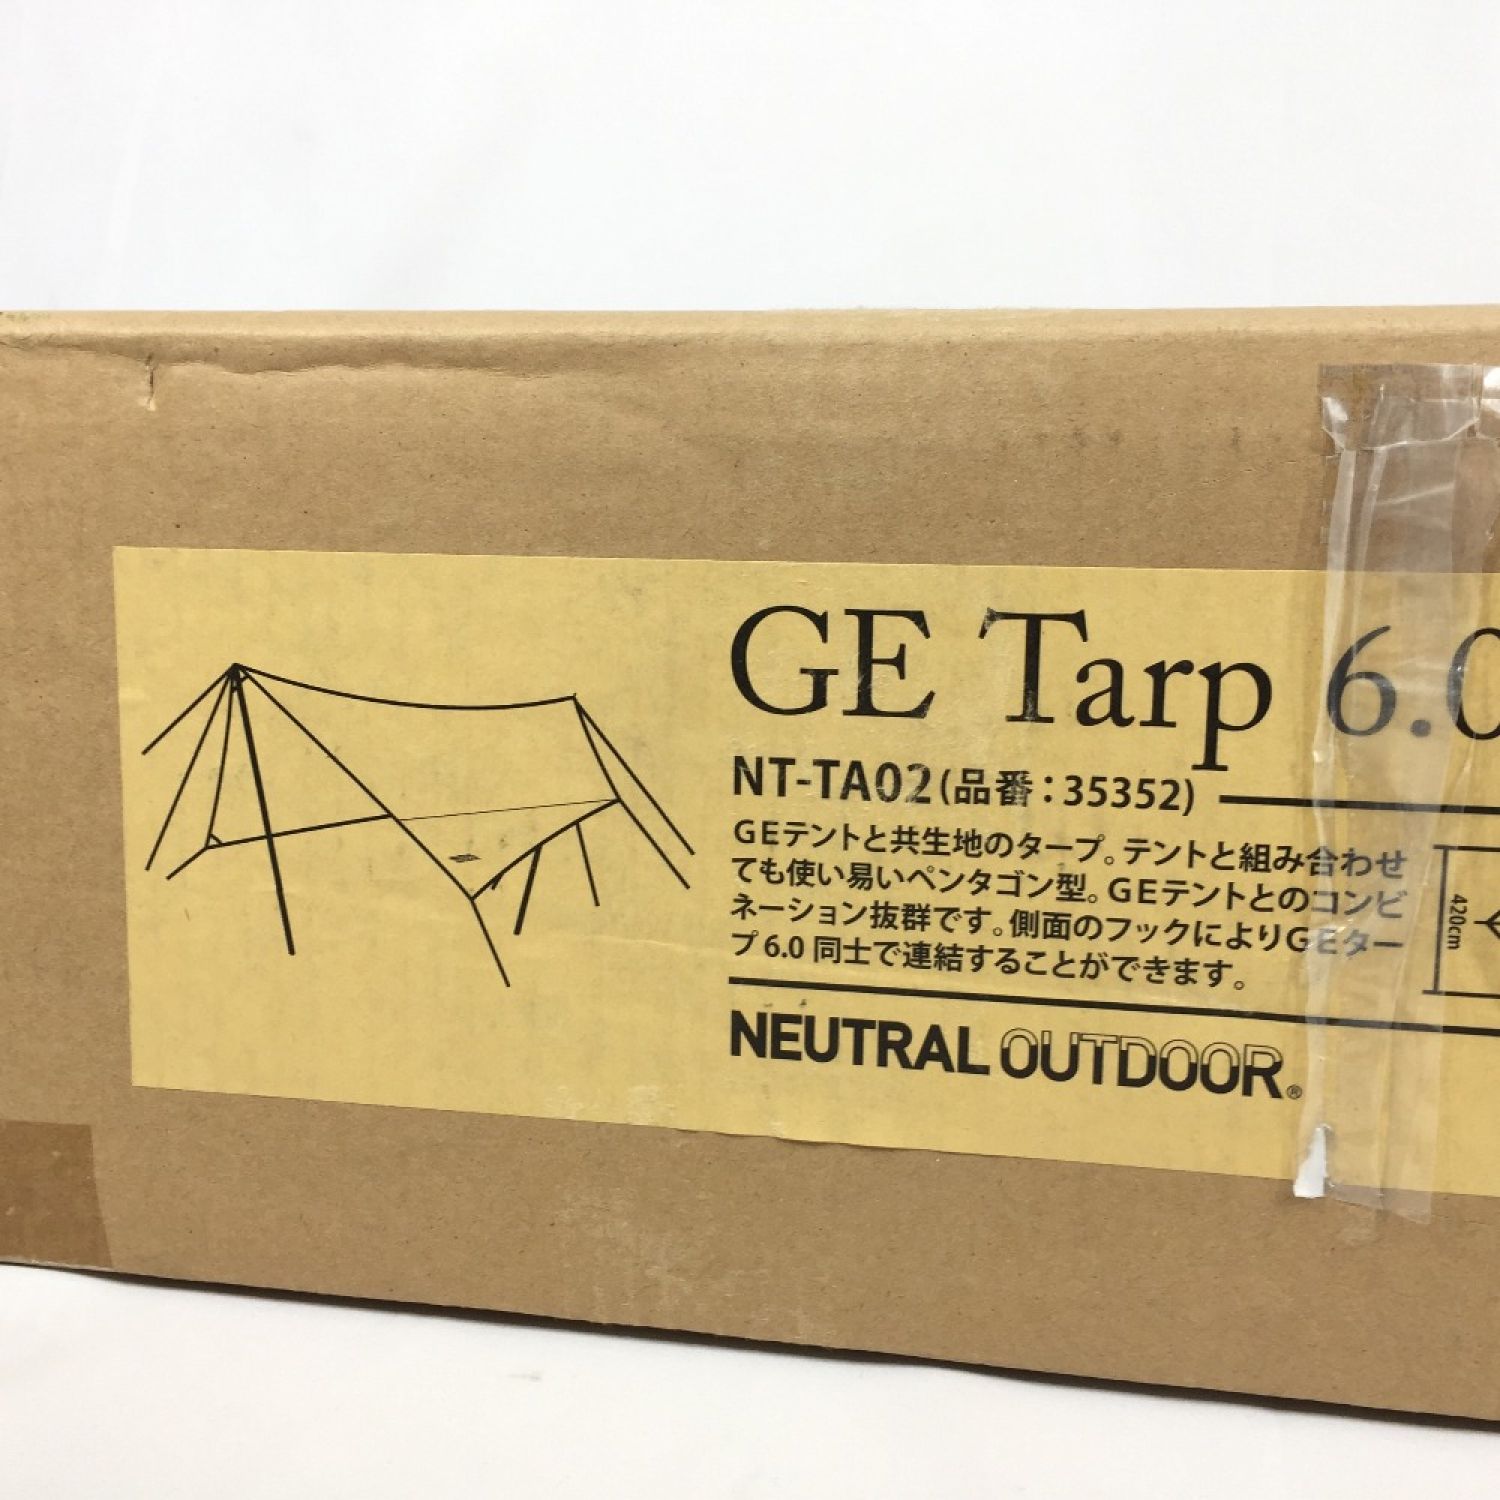 GE Tarp 6.0
NT-TA02(品番:35352)
GEテントと共生地のタープ。テントと組み合わせ
ても使い易いペンタゴン型。GEテントとのコンビ
ネーション抜群です。側面のフックによりGEター
プ6.0 同士で連結することができます。
420cm
NEUTRAL OUTDOOR®